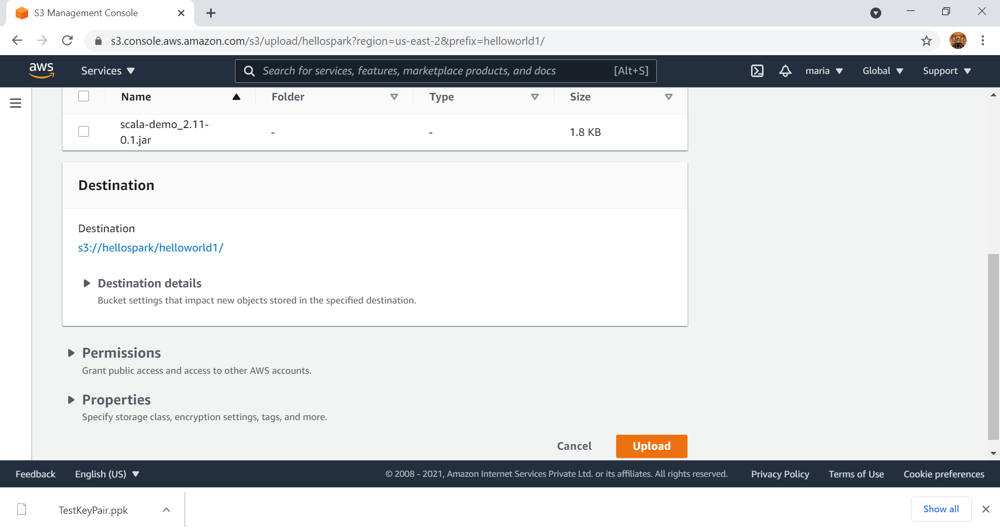 S3 Management Console
s3.console.aws.amazon.com/s3/upload/hellospark?region=us-east-2&prefix=helloworld1/
aws Services Search for services, features, marketplace products, and docs [Alt+S] maria Global Support
Name Folder Type Size
scala-demo_2.11-
0.1.jar - - 1.8 KB
Destination
Destination
s3://hellospark/helloworld1/
Destination details
Bucket settings that impact new objects stored in the specified destination.
Permissions
Grant public access and access to other AWS accounts.
Properties
Specify storage class, encryption settings, tags, and more.
Cancel Upload
Feedback English (US) © 2008 - 2021, Amazon Internet Services Private Ltd. or its affiliates. All rights reserved. Privacy Policy Terms of Use Cookie preferences
TestKeyPair.ppk Show all